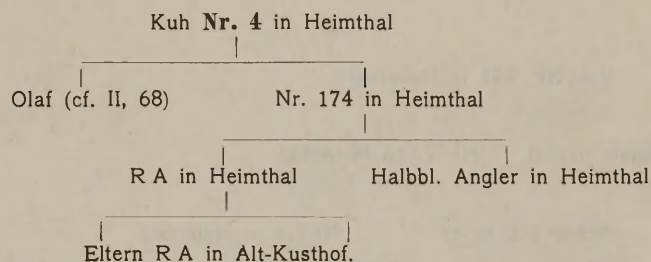 Kuh Nr. 4 in Heimthal
Olaf (cf. II, 68) Nr. 174 in Heimthal
R A in Heimthal Halbbl. Angler in Heimthal
Eltern R A in Alt-Kusthof.